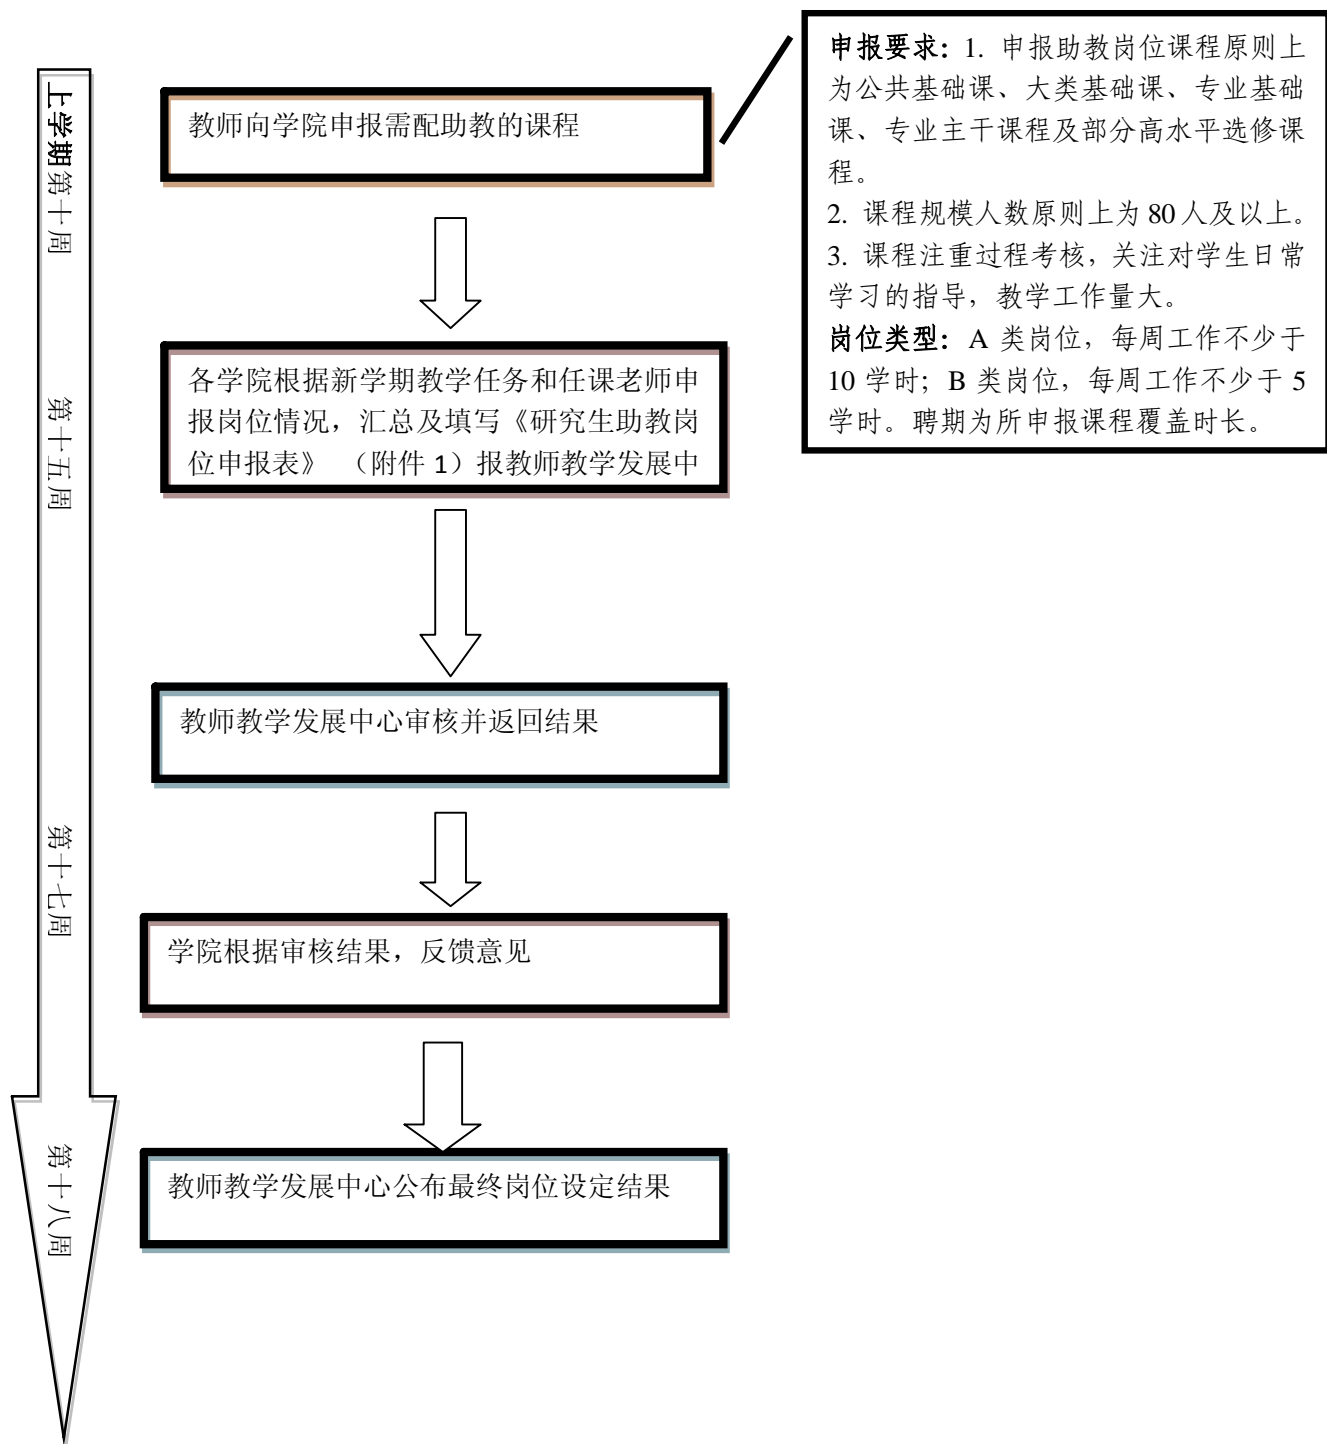 上学期第十周
教师向学院申报需配助教的课程
申报要求：1. 申报助教岗位课程原则上
为公共基础课、大类基础课、专业基础
课、专业主干课程及部分高水平选修课
程。
2. 课程规模人数原则上为 80 人及以上。
3. 课程注重过程考核，关注对学生日常
学习的指导，教学工作量大。
岗位类型：A 类岗位，每周工作不少于
10 学时；B 类岗位，每周工作不少于 5
学时。聘期为所申报课程覆盖时长。
第十五周
各学院根据新学期教学任务和任课老师申
报岗位情况，汇总及填写《研究生助教岗
位申报表》 （附件 1）报教师教学发展中
教师教学发展中心审核并返回结果
第十七周
学院根据审核结果，反馈意见
第十八周
教师教学发展中心公布最终岗位设定结果